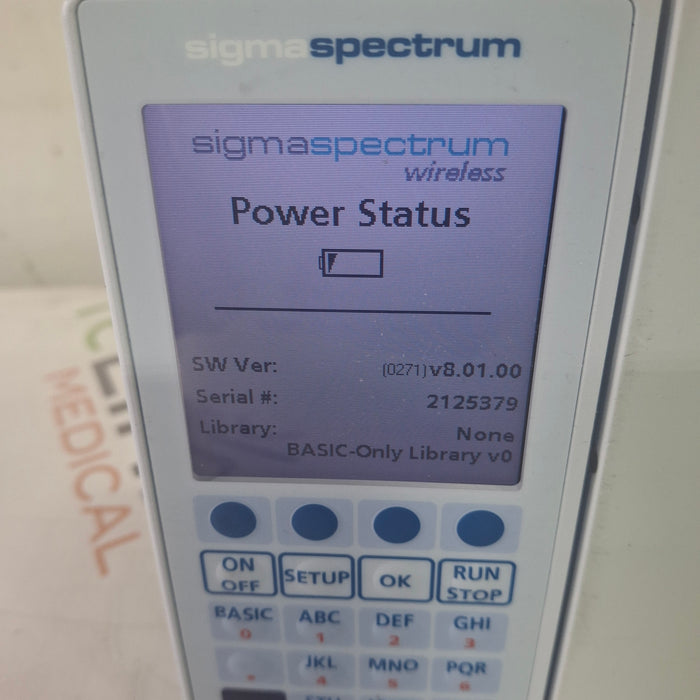 sigmaspectrum
sigmaspectrum
wireless
Power Status
SW Ver: (0271)v8.01.00
Serial #: 2125379
Library: None
BASIC-Only Library v0
ON OFF
SETUP
OK
RUN STOP
BASIC 0
ABC 1
DEF 2
GHI 3
.
JKL 4
MNO 5
PQR 6
MEDICAL